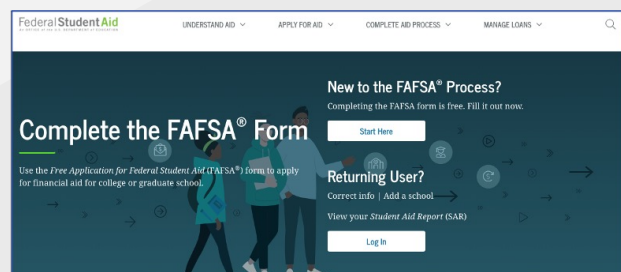 Federal Student Aid
AN OFFICE of the U.S. DEPARTMENT of EDUCATION
UNDERSTAND AID
APPLY FOR AID
COMPLETE AID PROCESS
MANAGE LOANS
Complete the FAFSA® Form
Use the Free Application for Federal Student Aid (FAFSA®) form to apply
for financial aid for college or graduate school.
New to the FAFSA® Process?
Completing the FAFSA form is free. Fill it out now.
Start Here
Returning User?
Correct info | Add a school
View your Student Aid Report (SAR)
Log In